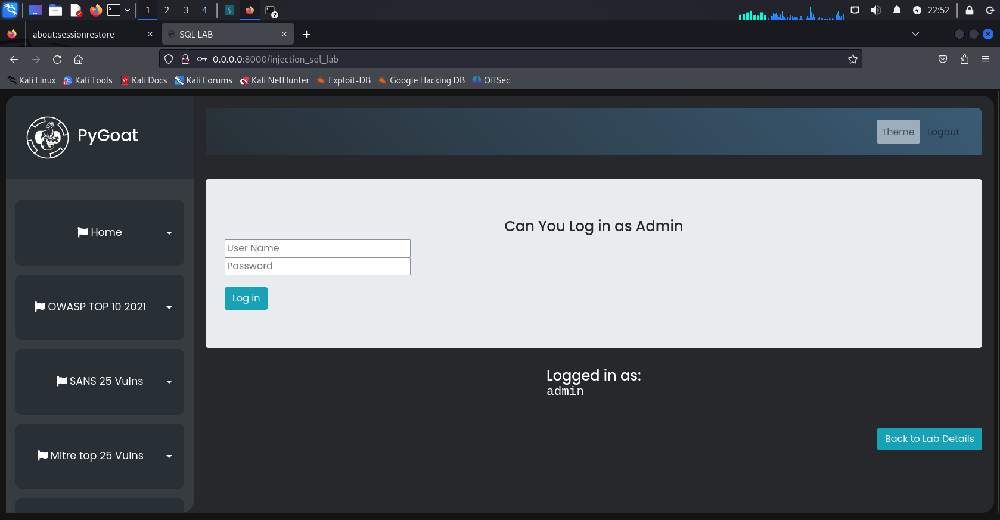 1 2 3 4 2 22:52
about:sessionrestore
SQL LAB
0.0.0.0:8000/injection_sql_lab
Kali Linux Kali Tools Kali Docs Kali Forums Kali NetHunter Exploit-DB Google Hacking DB OffSec
PyGoat
Theme Logout
Home
OWASP TOP 10 2021
SANS 25 Vulns
Mitre top 25 Vulns
Can You Log in as Admin
User Name
Password
Log in
Logged in as:
admin
Back to Lab Details